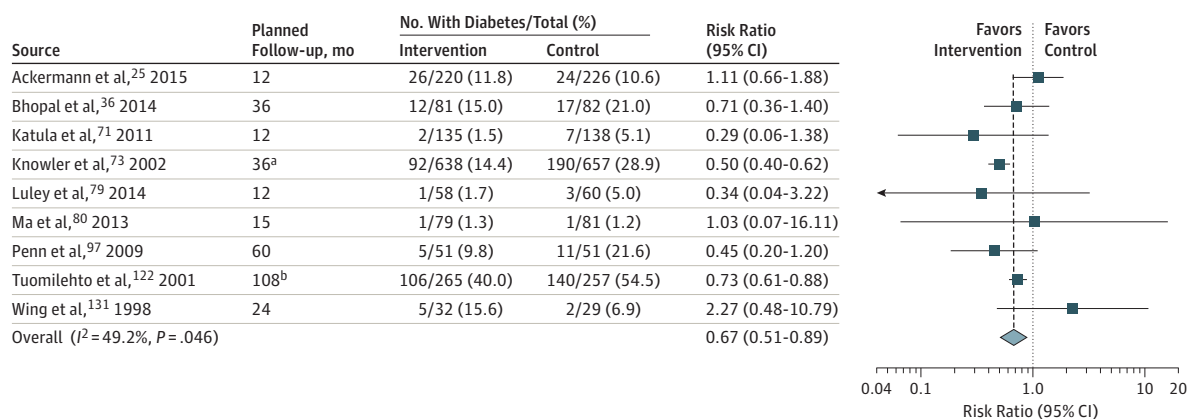 Source Planned Follow-up, mo No. With Diabetes/Total (%) Intervention Control Risk Ratio (95% CI) Favors Intervention Favors Control
Ackermann et al,25 2015 12 26/220 (11.8) 24/226 (10.6) 1.11 (0.66-1.88)
Bhopal et al,36 2014 36 12/81 (15.0) 17/82 (21.0) 0.71 (0.36-1.40)
Katula et al,71 2011 12 2/135 (1.5) 7/138 (5.1) 0.29 (0.06-1.38)
Knowler et al,73 2002 36a 92/638 (14.4) 190/657 (28.9) 0.50 (0.40-0.62)
Luley et al,79 2014 12 1/58 (1.7) 3/60 (5.0) 0.34 (0.04-3.22)
Ma et al,80 2013 15 1/79 (1.3) 1/81 (1.2) 1.03 (0.07-16.11)
Penn et al,97 2009 60 5/51 (9.8) 11/51 (21.6) 0.45 (0.20-1.20)
Tuomilehto et al,122 2001 108b 106/265 (40.0) 140/257 (54.5) 0.73 (0.61-0.88)
Wing et al,131 1998 24 5/32 (15.6) 2/29 (6.9) 2.27 (0.48-10.79)
Overall (I2 = 49.2%, P = .046) 0.67 (0.51-0.89)
0.04 0.1 1.0 10 20
Risk Ratio (95% CI)